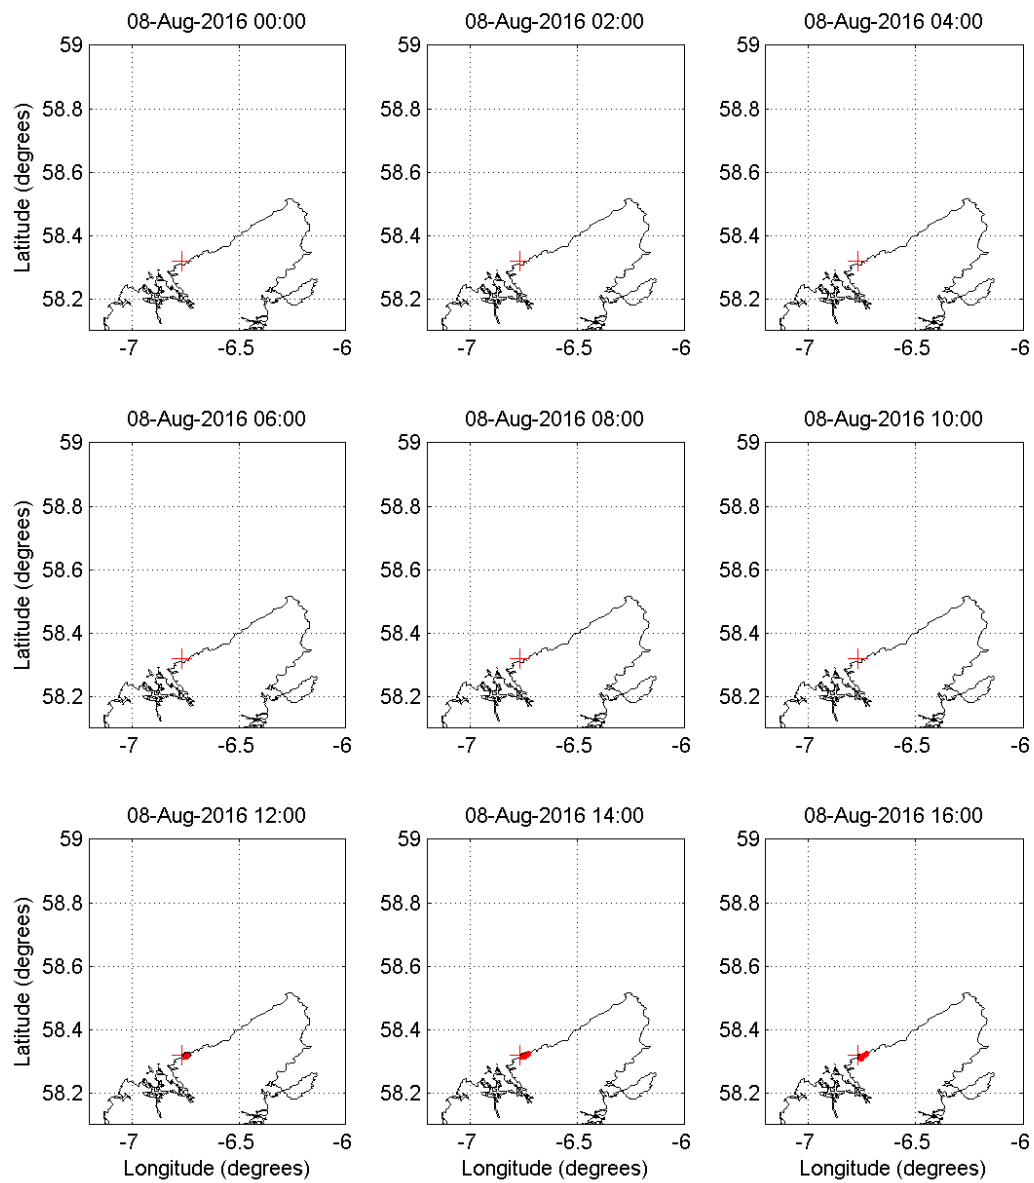 08-Aug-2016 00:00 08-Aug-2016 02:00 08-Aug-2016 04:00
59 59 59
58.8 58.8 58.8
58.6 58.6 58.6
58.4 58.4 58.4
58.2 58.2 58.2
Latitude (degrees)
-7 -6.5 -6 -7 -6.5 -6 -7 -6.5 -6
08-Aug-2016 06:00 08-Aug-2016 08:00 08-Aug-2016 10:00
59 59 59
58.8 58.8 58.8
58.6 58.6 58.6
58.4 58.4 58.4
58.2 58.2 58.2
Latitude (degrees)
-7 -6.5 -6 -7 -6.5 -6 -7 -6.5 -6
08-Aug-2016 12:00 08-Aug-2016 14:00 08-Aug-2016 16:00
59 59 59
58.8 58.8 58.8
58.6 58.6 58.6
58.4 58.4 58.4
58.2 58.2 58.2
Latitude (degrees)
-7 -6.5 -6 -7 -6.5 -6 -7 -6.5 -6
Longitude (degrees) Longitude (degrees) Longitude (degrees)